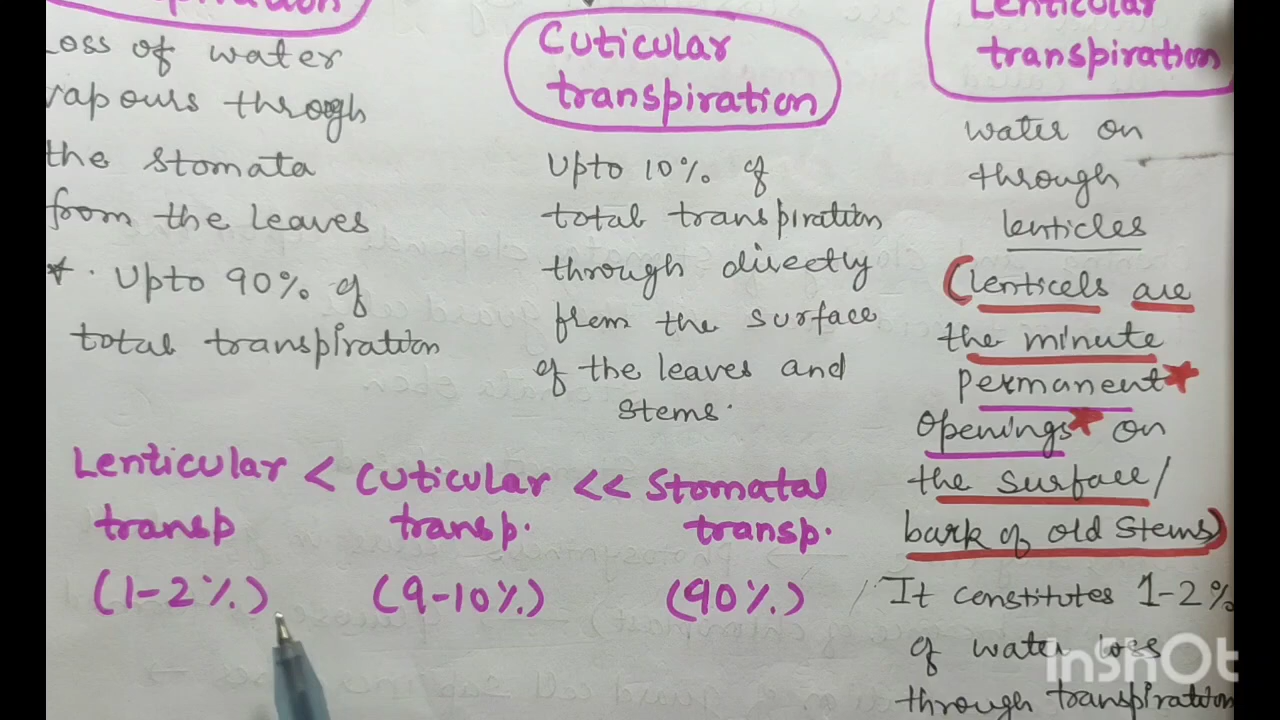 Loss of water
vapours through
the stomata
from the leaves
* . Upto 90% of
total transpiration
Cuticular
transpiration
Upto 10% of
total transpiration
through directly
from the surface
of the leaves and
stems.
Lenticular
transpiration
water on
through
lenticles
(lenticels are
the minute
permanent*
openings* on
the surface/
bark of old stems)
It constitutes 1-2%
of water loss
through transpiration
Lenticular < Cuticular << Stomatal
transp transp. transp.
(1-2%) (9-10%) (90%)
InShOt